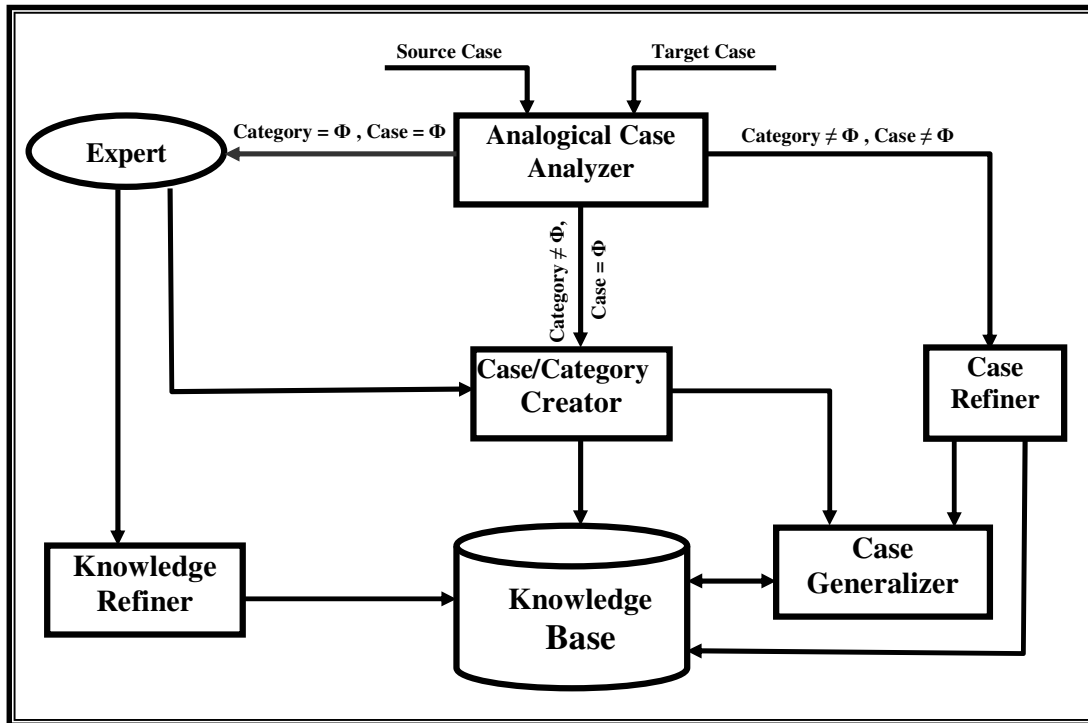 Source Case
Target Case
Category = Φ , Case = Φ
Analogical Case
Analyzer
Category ≠ Φ , Case ≠ Φ
Expert
Category ≠ Φ,
Case = Φ
Case/Category
Creator
Case
Refiner
Knowledge
Refiner
Knowledge
Base
Case
Generalizer